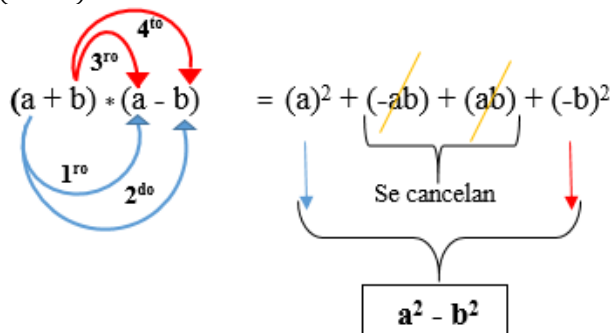 4ᵗᵒ
3ʳᵒ
(a + b) * (a - b) = (a)² + (-ab) + (ab) + (-b)²
1ʳᵒ
2ᵈᵒ
Se cancelan
a² - b²